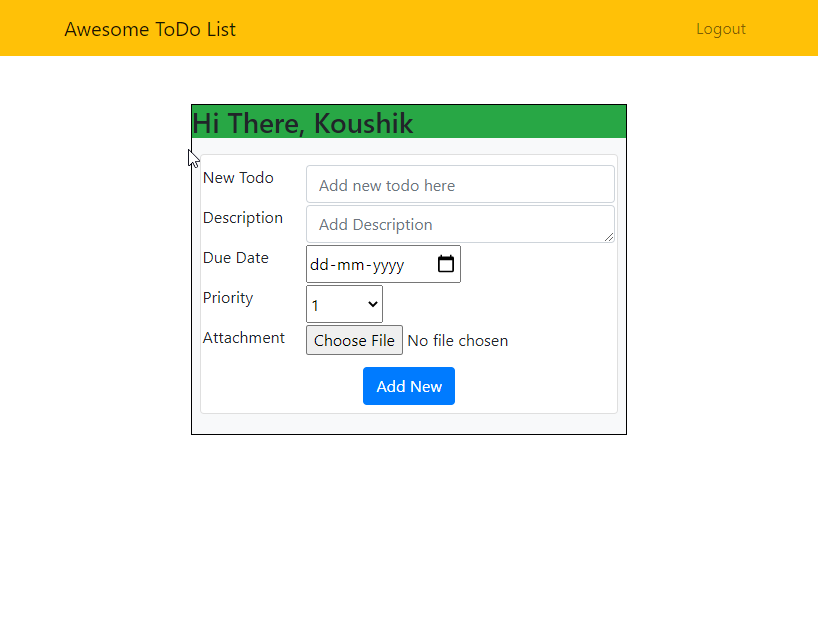 Awesome ToDo List Logout
Hi There, Koushik
New Todo Add new todo here
Description Add Description
Due Date dd-mm-yyyy
Priority 1
Attachment Choose File No file chosen
Add New